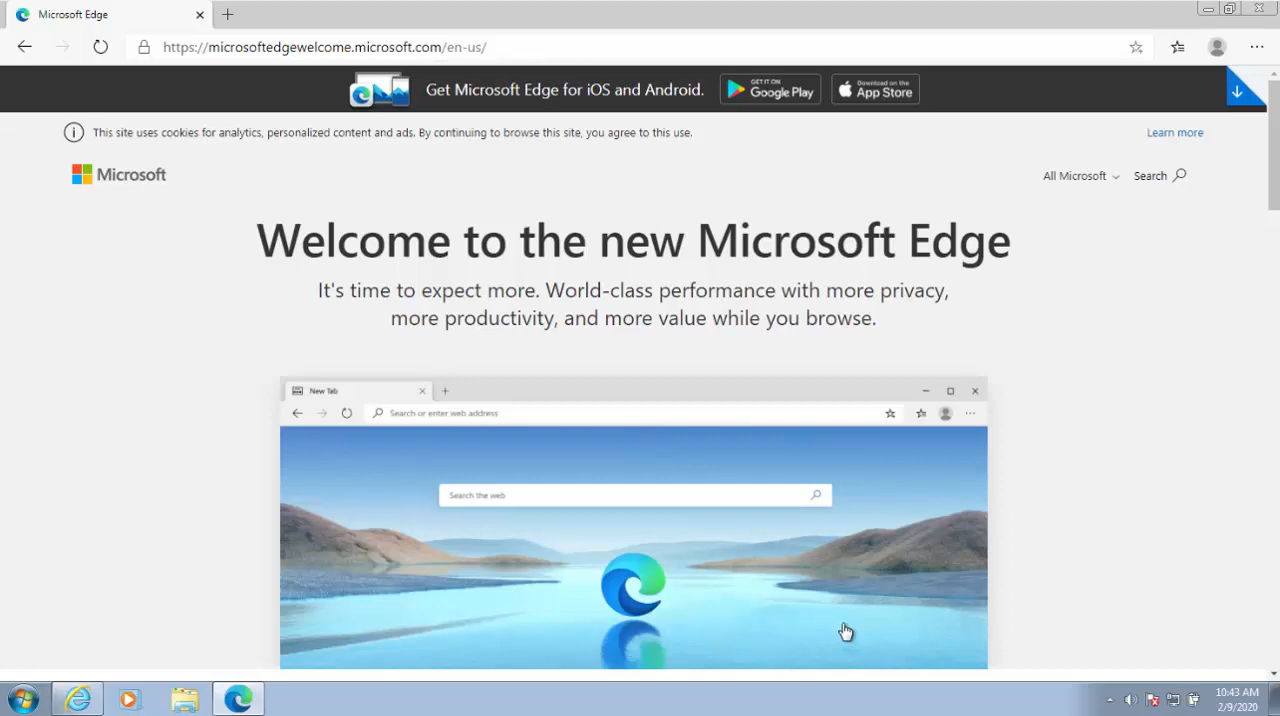 Microsoft Edge
https://microsoftedgewelcome.microsoft.com/en-us/
Get Microsoft Edge for iOS and Android.
GET IT ON
Google Play
Download on the
App Store
This site uses cookies for analytics, personalized content and ads. By continuing to browse this site, you agree to this use.
Learn more
Microsoft
All Microsoft
Search
Welcome to the new Microsoft Edge
It's time to expect more. World-class performance with more privacy,
more productivity, and more value while you browse.
New Tab
Search or enter web address
Search the web
10:43 AM
2/9/2020